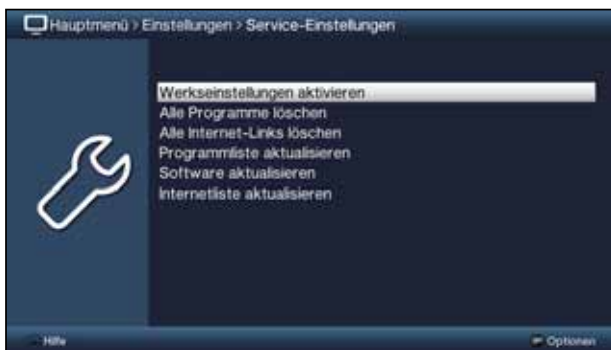 Hauptmenü > Einstellungen > Service-Einstellungen
Werkseinstellungen aktivieren
Alle Programme löschen
Alle Internet-Links löschen
Programmliste aktualisieren
Software aktualisieren
Internetliste aktualisieren
Hilfe
Optionen